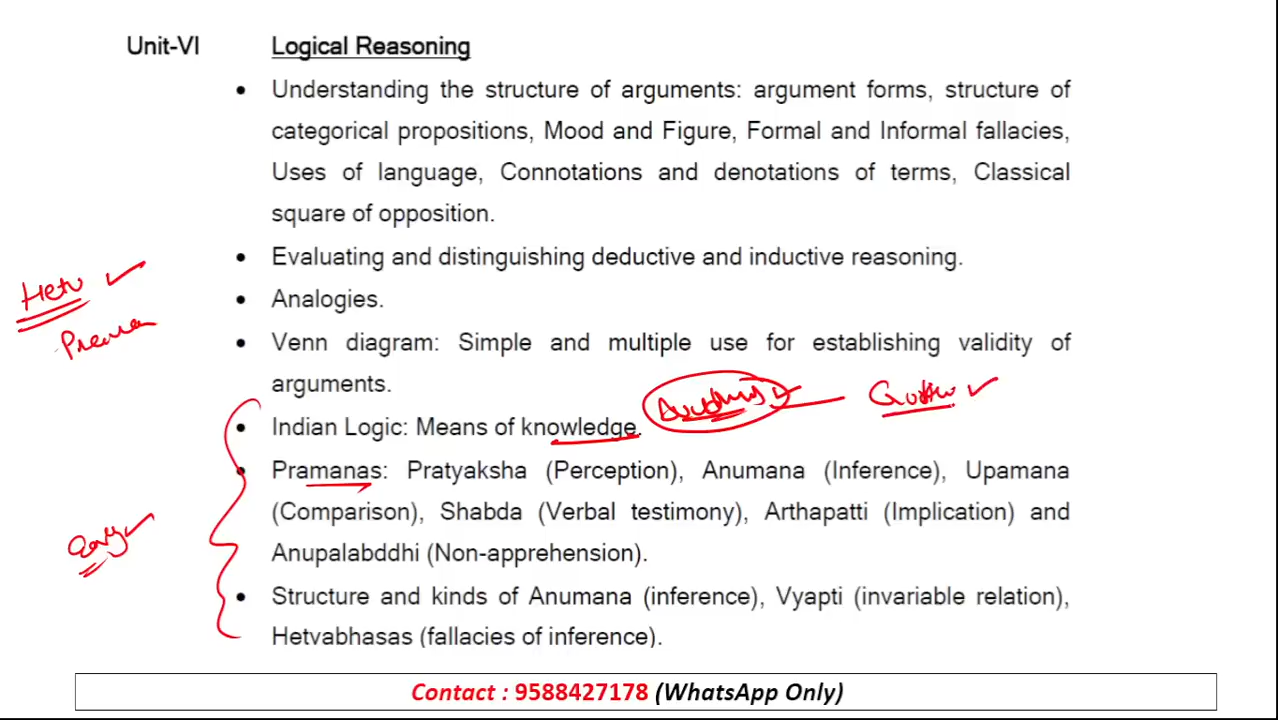 Unit-VI Logical Reasoning
• Understanding the structure of arguments: argument forms, structure of
categorical propositions, Mood and Figure, Formal and Informal fallacies,
Uses of language, Connotations and denotations of terms, Classical
square of opposition.
• Evaluating and distinguishing deductive and inductive reasoning.
Hetu
• Analogies.
• Venn diagram: Simple and multiple use for establishing validity of
arguments.
• Indian Logic: Means of knowledge.
• Pramanas: Pratyaksha (Perception), Anumana (Inference), Upamana
(Comparison), Shabda (Verbal testimony), Arthapatti (Implication) and
Easy
Anupalabddhi (Non-apprehension).
• Structure and kinds of Anumana (inference), Vyapti (invariable relation),
Hetvabhasas (fallacies of inference).
Contact : 9588427178 (WhatsApp Only)